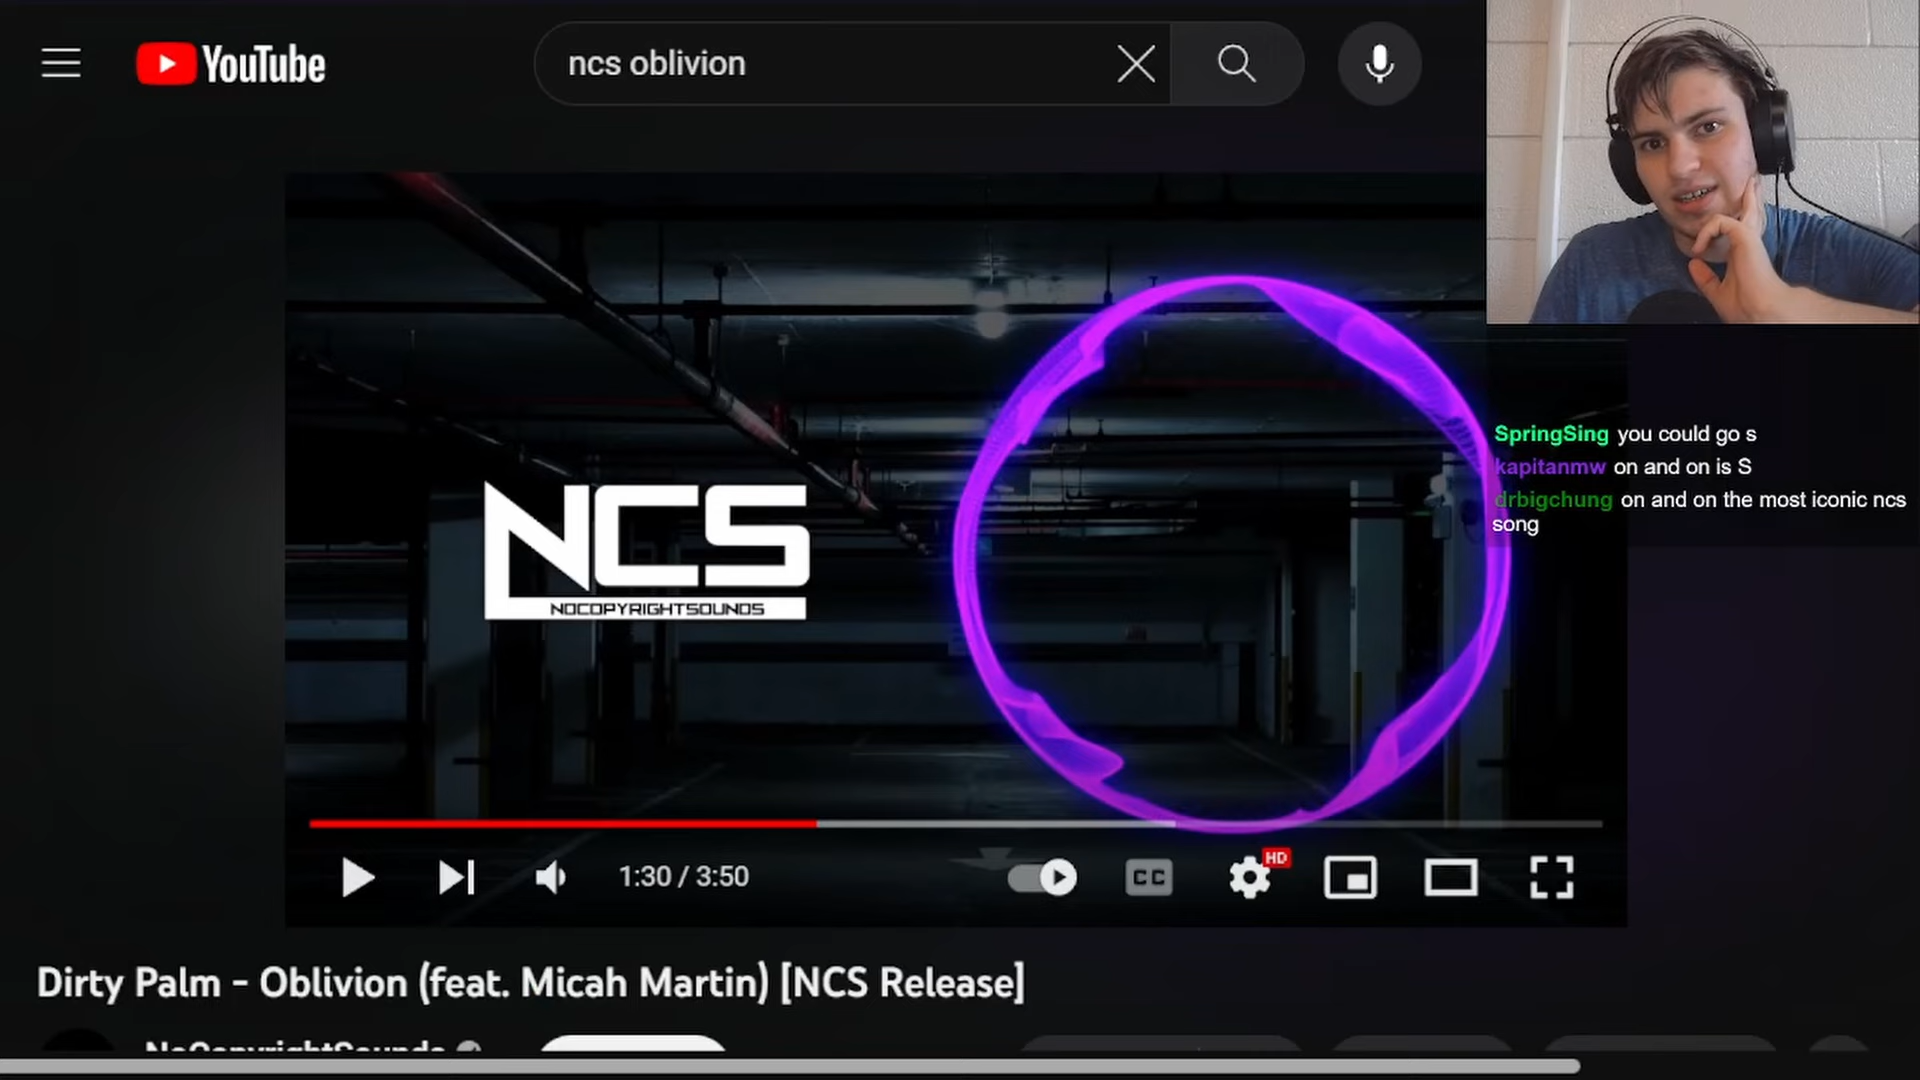 YouTube
ncs oblivion
SpringSing you could go s
kapitanmw on and on is S
drbigchung on and on the most iconic ncs
song
NCS
NOCOPYRIGHTSOUNDS
1:30 / 3:50
CC
HD
Dirty Palm - Oblivion (feat. Micah Martin) [NCS Release]
NoCopyrightSounds